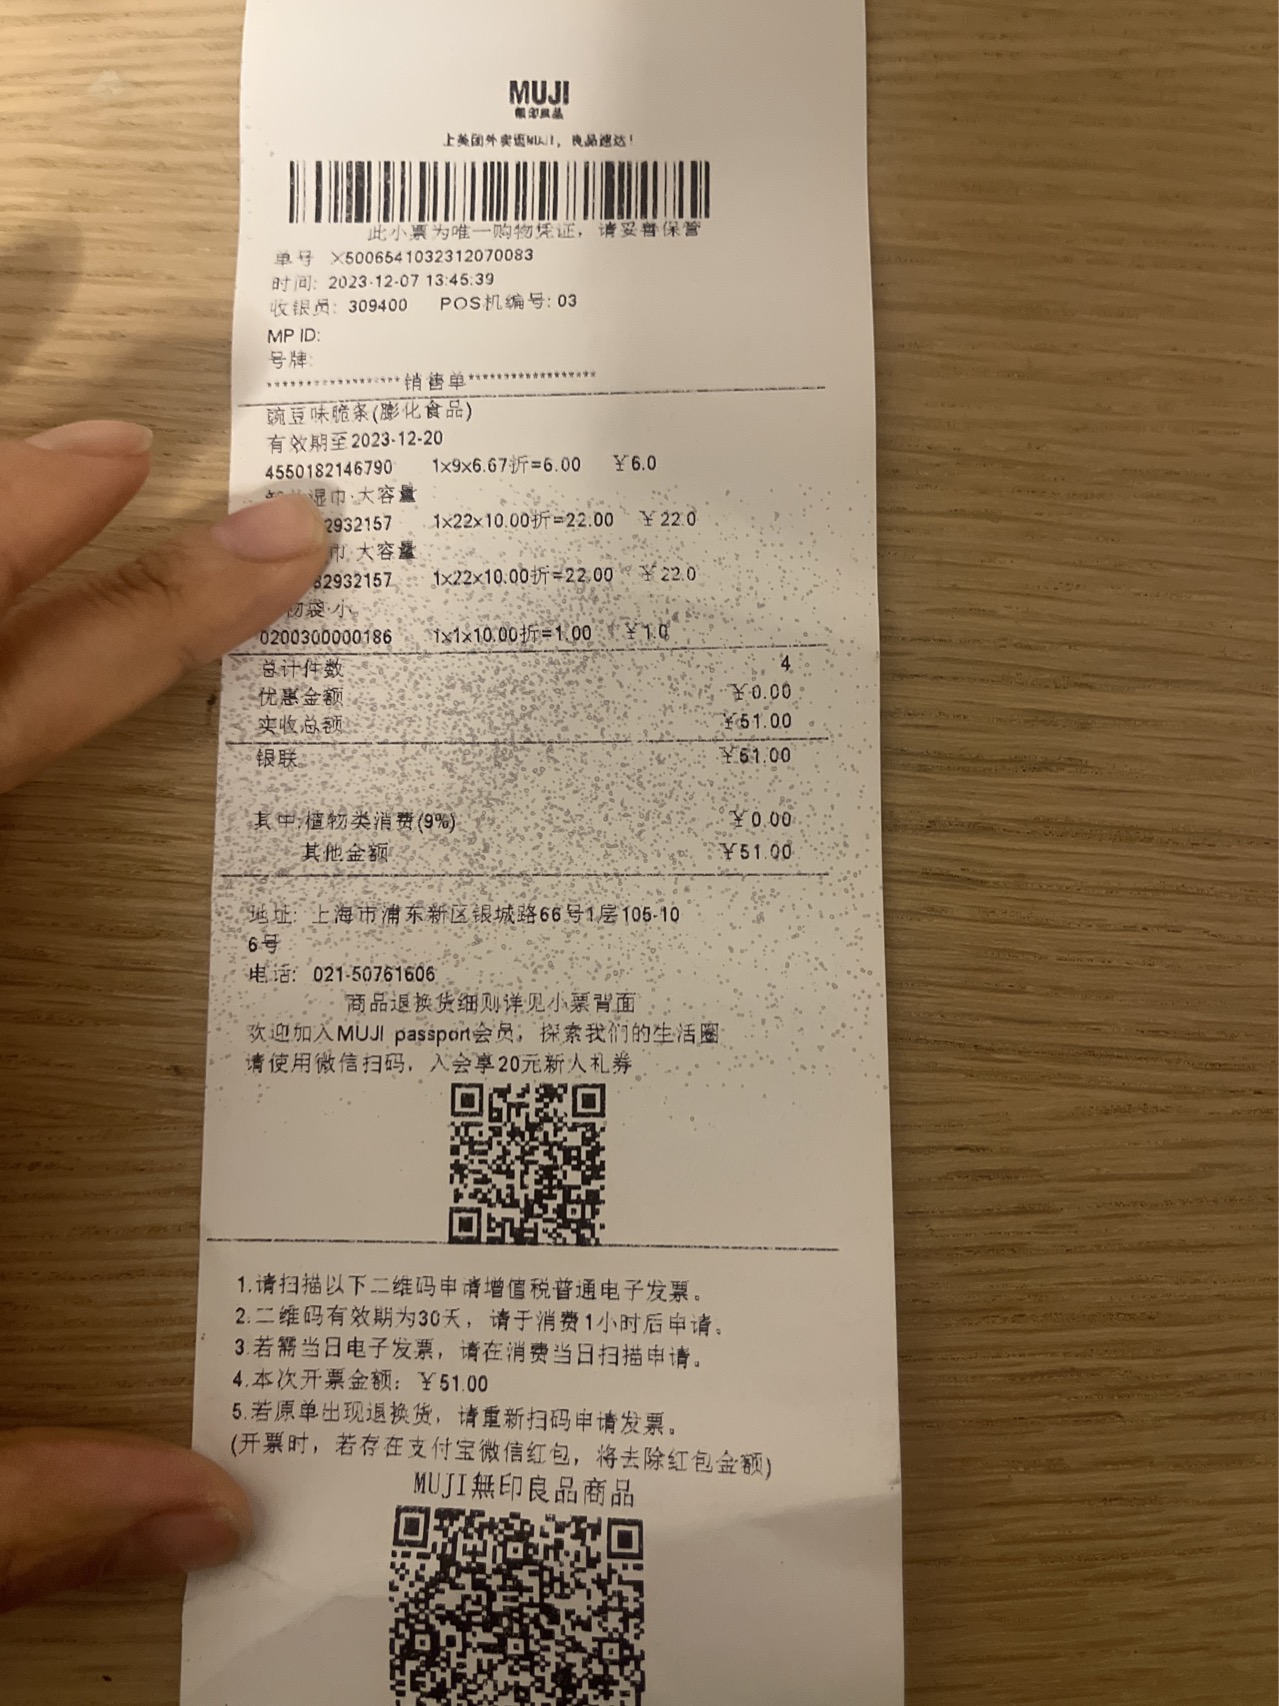 MUJI
無印良品
上美团外卖逛MUJI，良品速达！
此小票为唯一购物凭证，请妥善保管
单号 X5006541032312070083
时间: 2023-12-07 13:45:39
收银员: 309400 POS机编号: 03
MP ID:
号牌:
*******************销售单******************
豌豆味脆条(膨化食品)
有效期至2023-12-20
4550182146790 1x9x6.67折=6.00 ￥6.0
湿巾·大容量
2932157 1x22x10.00折=22.00 ￥22.0
巾·大容量
82932157 1x22x10.00折=22.00 ￥22.0
物袋·小
0200300000186 1x1x10.00折=1.00 ￥1.0
总计件数 4
优惠金额 ￥0.00
实收总额 ￥51.00
银联 ￥51.00
其中:植物类消费(9%) ￥0.00
其他金额 ￥51.00
地址: 上海市浦东新区银城路66号1层105-10
6号
电话: 021-50761606
商品退换货细则详见小票背面
欢迎加入MUJI passport会员，探索我们的生活圈
请使用微信扫码，入会享20元新人礼券
1.请扫描以下二维码申请增值税普通电子发票。
2.二维码有效期为30天，请于消费1小时后申请。
3.若需当日电子发票，请在消费当日扫描申请。
4.本次开票金额: ￥51.00
5.若原单出现退换货，请重新扫码申请发票。
(开票时，若存在支付宝微信红包，将去除红包金额)
MUJI無印良品商品